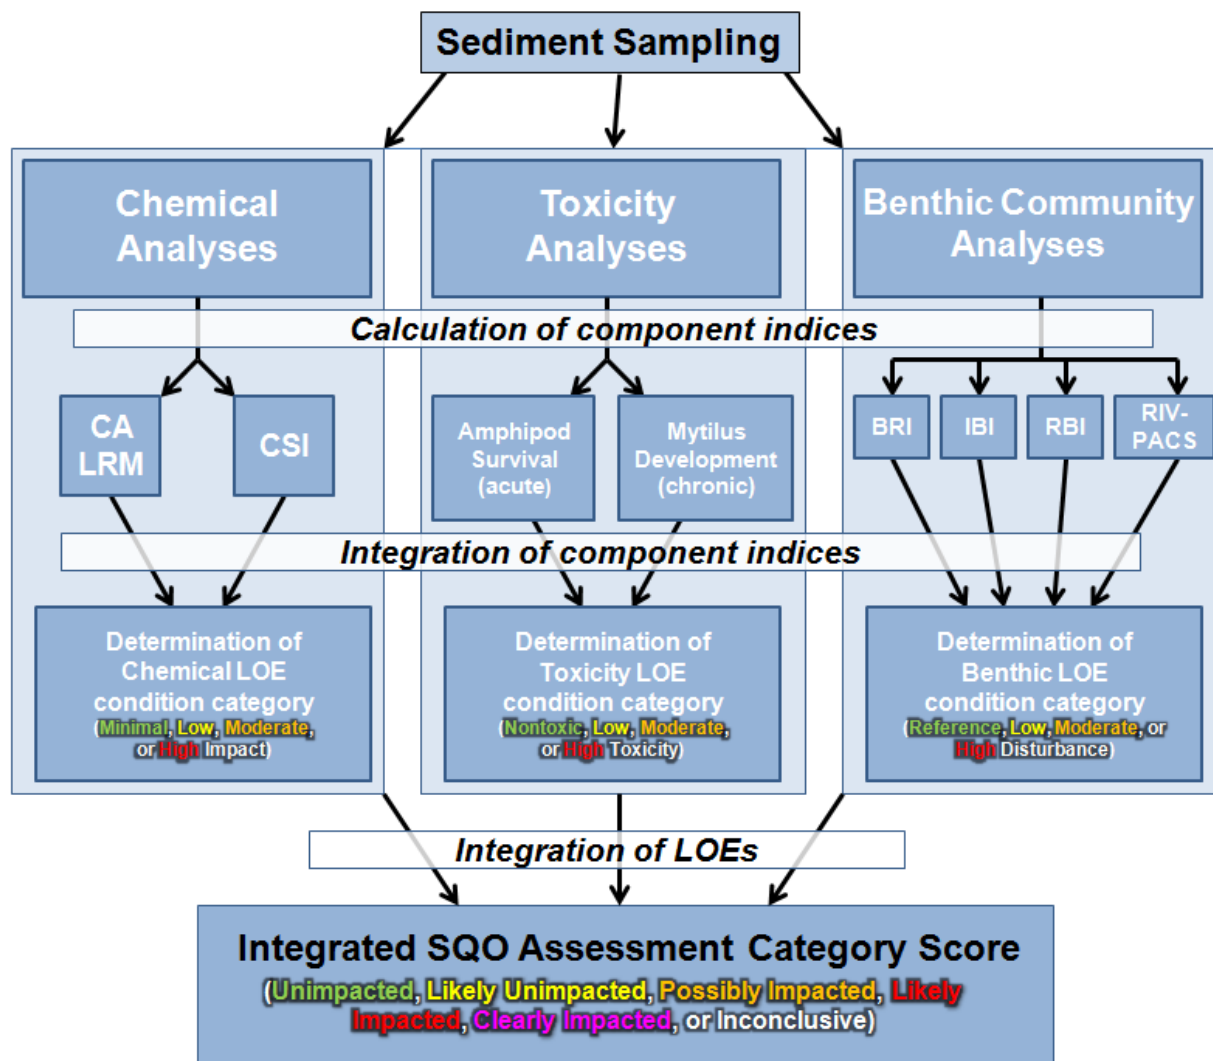 Sediment Sampling
Chemical
Analyses
Toxicity
Analyses
Benthic Community
Analyses
Calculation of component indices
CA
LRM
CSI
Amphipod
Survival
(acute)
Mytilus
Development
(chronic)
BRI
IBI
RBI
RIV-
PACS
Integration of component indices
Determination of
Chemical LOE
condition category
(Minimal, Low, Moderate,
or High Impact)
Determination of
Toxicity LOE
condition category
(Nontoxic, Low, Moderate,
or High Toxicity)
Determination of
Benthic LOE
condition category
(Reference, Low, Moderate, or
High Disturbance)
Integration of LOEs
Integrated SQO Assessment Category Score
(Unimpacted, Likely Unimpacted, Possibly Impacted, Likely
Impacted, Clearly Impacted, or Inconclusive)